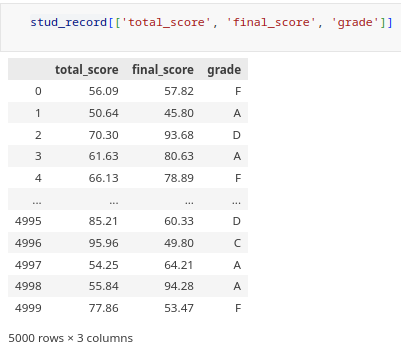 stud_record[['total_score', 'final_score', 'grade']]
total_score final_score grade
0 56.09 57.82 F
1 50.64 45.80 A
2 70.30 93.68 D
3 61.63 80.63 A
4 66.13 78.89 F
... ... ... ...
4995 85.21 60.33 D
4996 95.96 49.80 C
4997 54.25 64.21 A
4998 55.84 94.28 A
4999 77.86 53.47 F
5000 rows × 3 columns